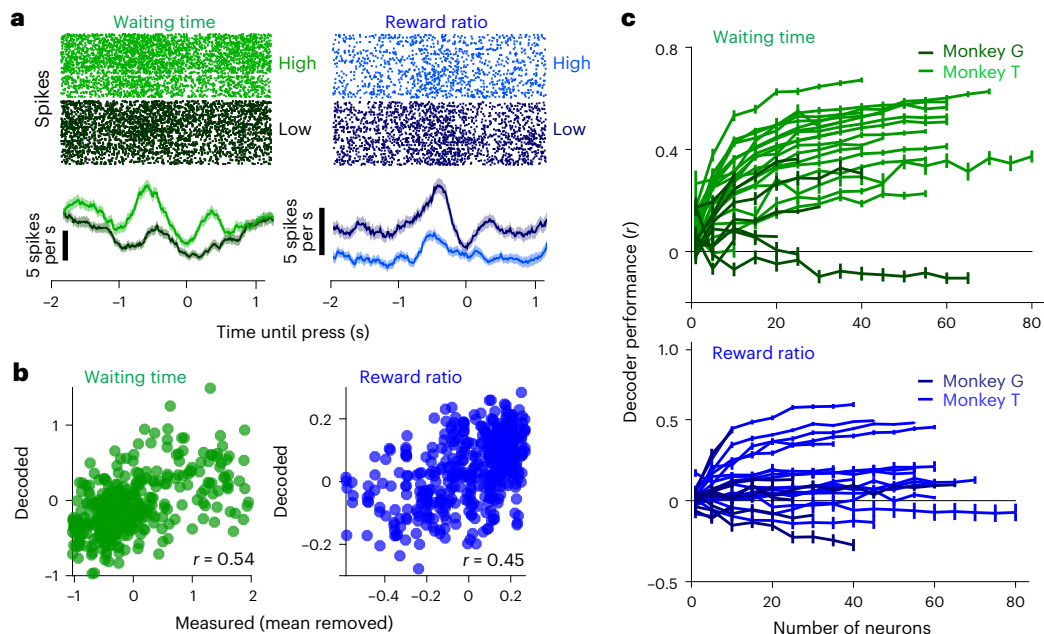 a
Waiting time
Reward ratio
Spikes
High
Low
High
Low
5 spikes
per s
5 spikes
per s
−2 −1 0 1
−2 −1 0 1
Time until press (s)
b
Waiting time
Reward ratio
Decoded
1
0
−1
r = 0.54
−1 0 1 2
Decoded
0.2
0
−0.2
r = 0.45
−0.4 −0.2 0 0.2
Measured (mean removed)
c
Decoder performance (r)
Waiting time
Monkey G
Monkey T
0.8
0.4
0
0 20 40 60 80
Reward ratio
Monkey G
Monkey T
1.0
0.5
0
−0.5
0 20 40 60 80
Number of neurons